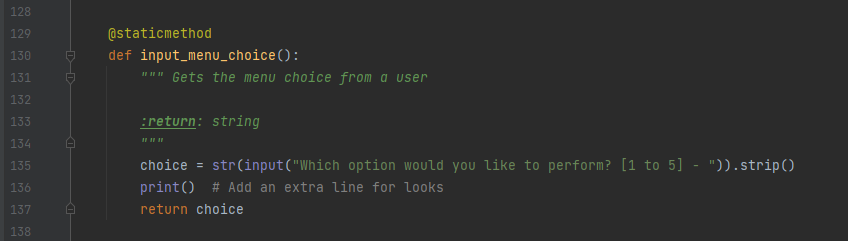 128
129 @staticmethod
130 def input_menu_choice():
131 """ Gets the menu choice from a user
132
133 :return: string
134 """
135 choice = str(input("Which option would you like to perform? [1 to 5] - ")).strip()
136 print()  # Add an extra line for looks
137 return choice
138